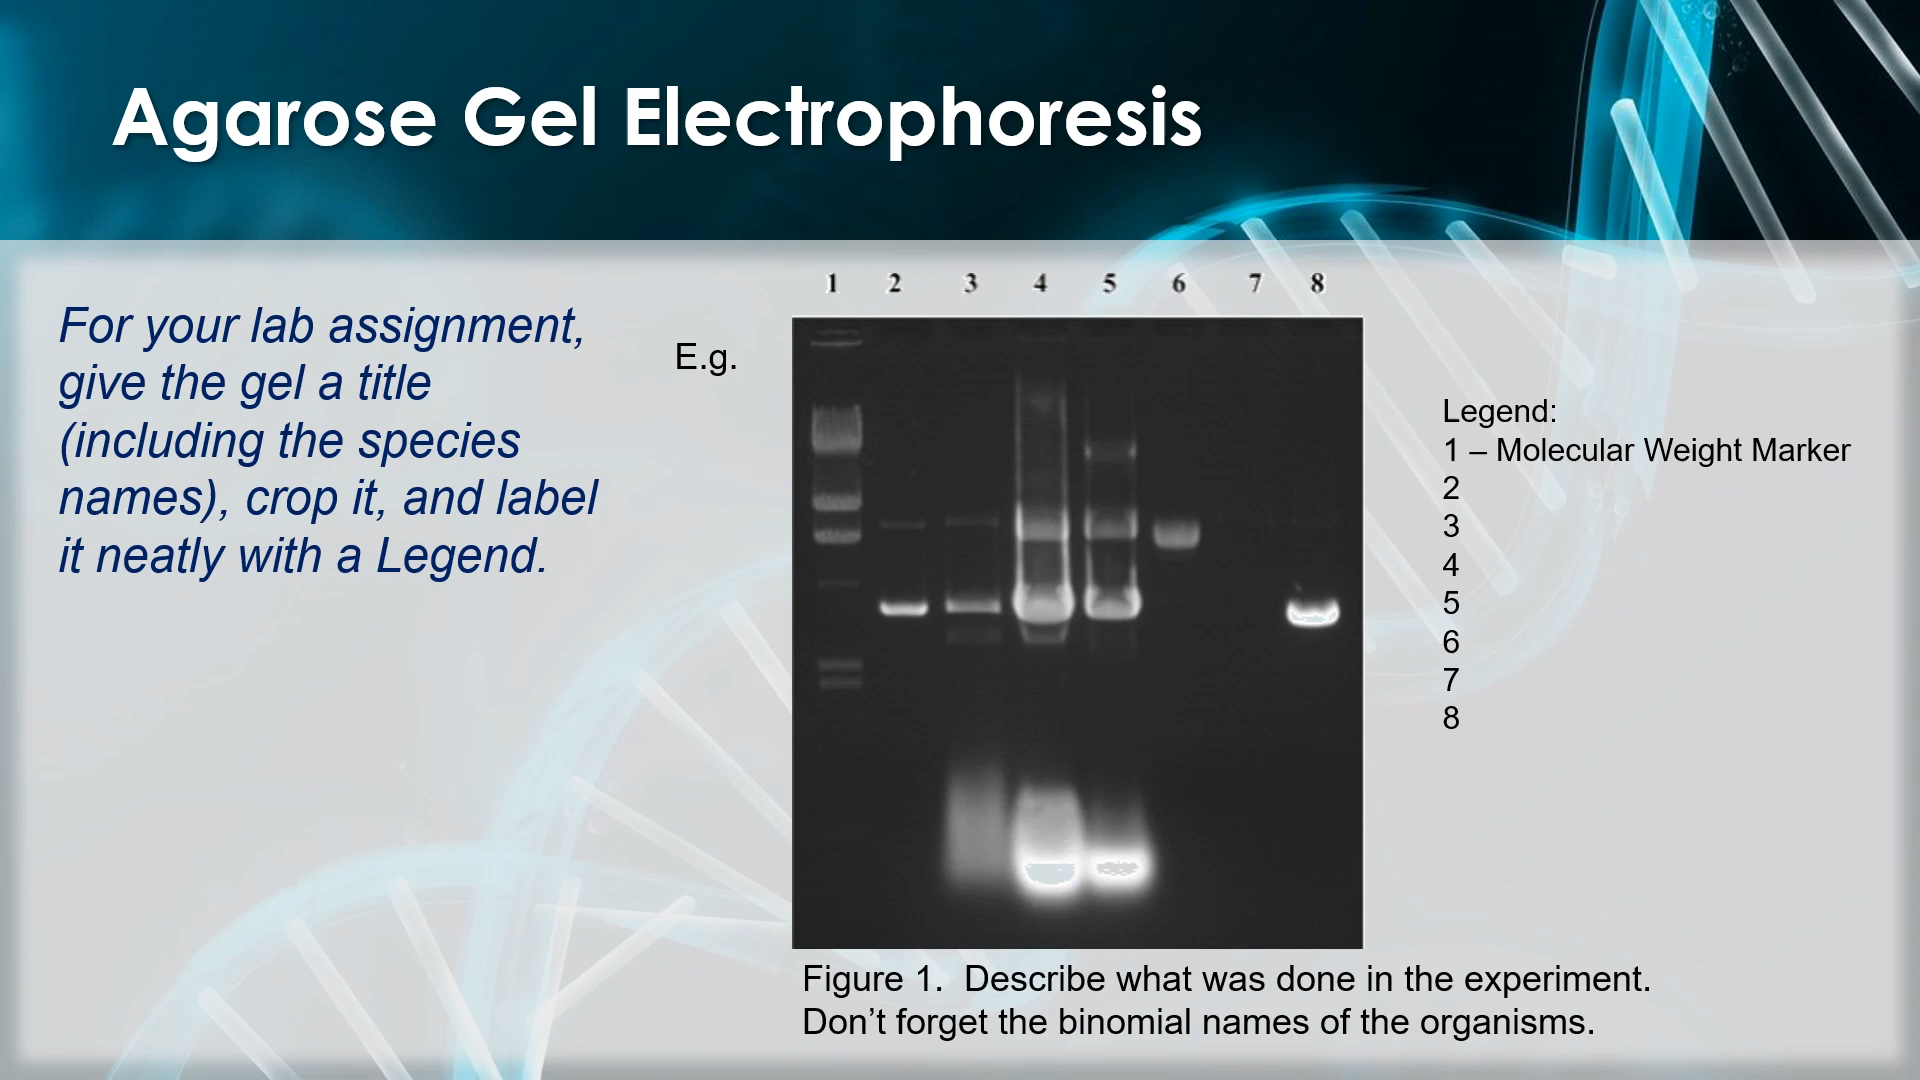 Agarose Gel Electrophoresis
For your lab assignment,
give the gel a title
(including the species
names), crop it, and label
it neatly with a Legend.
E.g.
1 2 3 4 5 6 7 8
Legend:
1 – Molecular Weight Marker
2
3
4
5
6
7
8
Figure 1.  Describe what was done in the experiment.
Don’t forget the binomial names of the organisms.